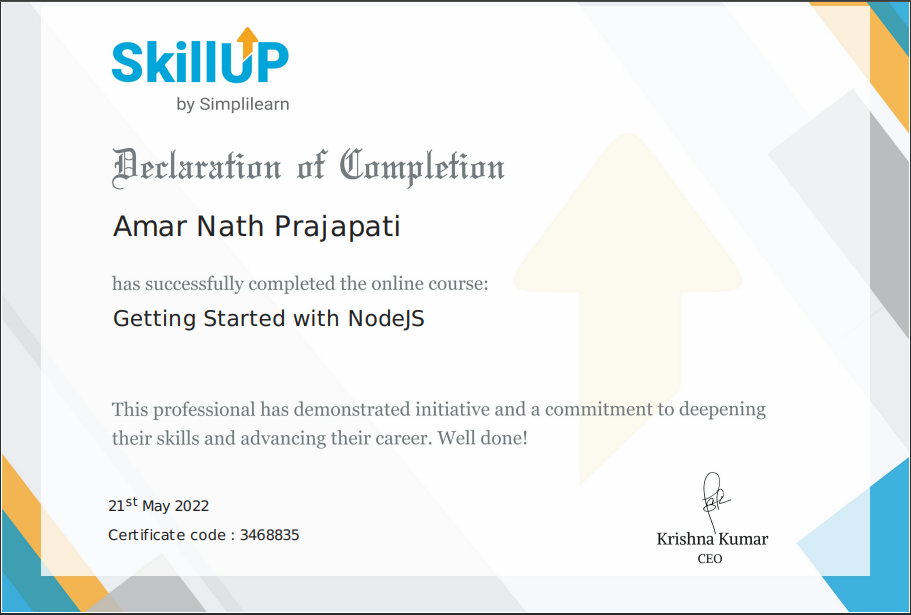 SkillUP
by Simplilearn
Declaration of Completion
Amar Nath Prajapati
has successfully completed the online course:
Getting Started with NodeJS
This professional has demonstrated initiative and a commitment to deepening
their skills and advancing their career. Well done!
21st May 2022
Certificate code : 3468835
Krishna Kumar
CEO